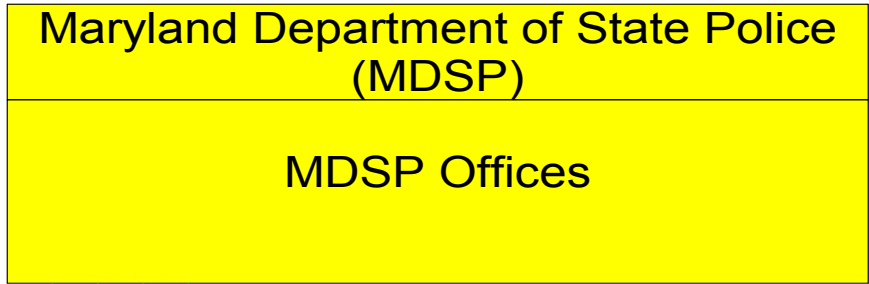 Maryland Department of State Police
(MDSP)
MDSP Offices